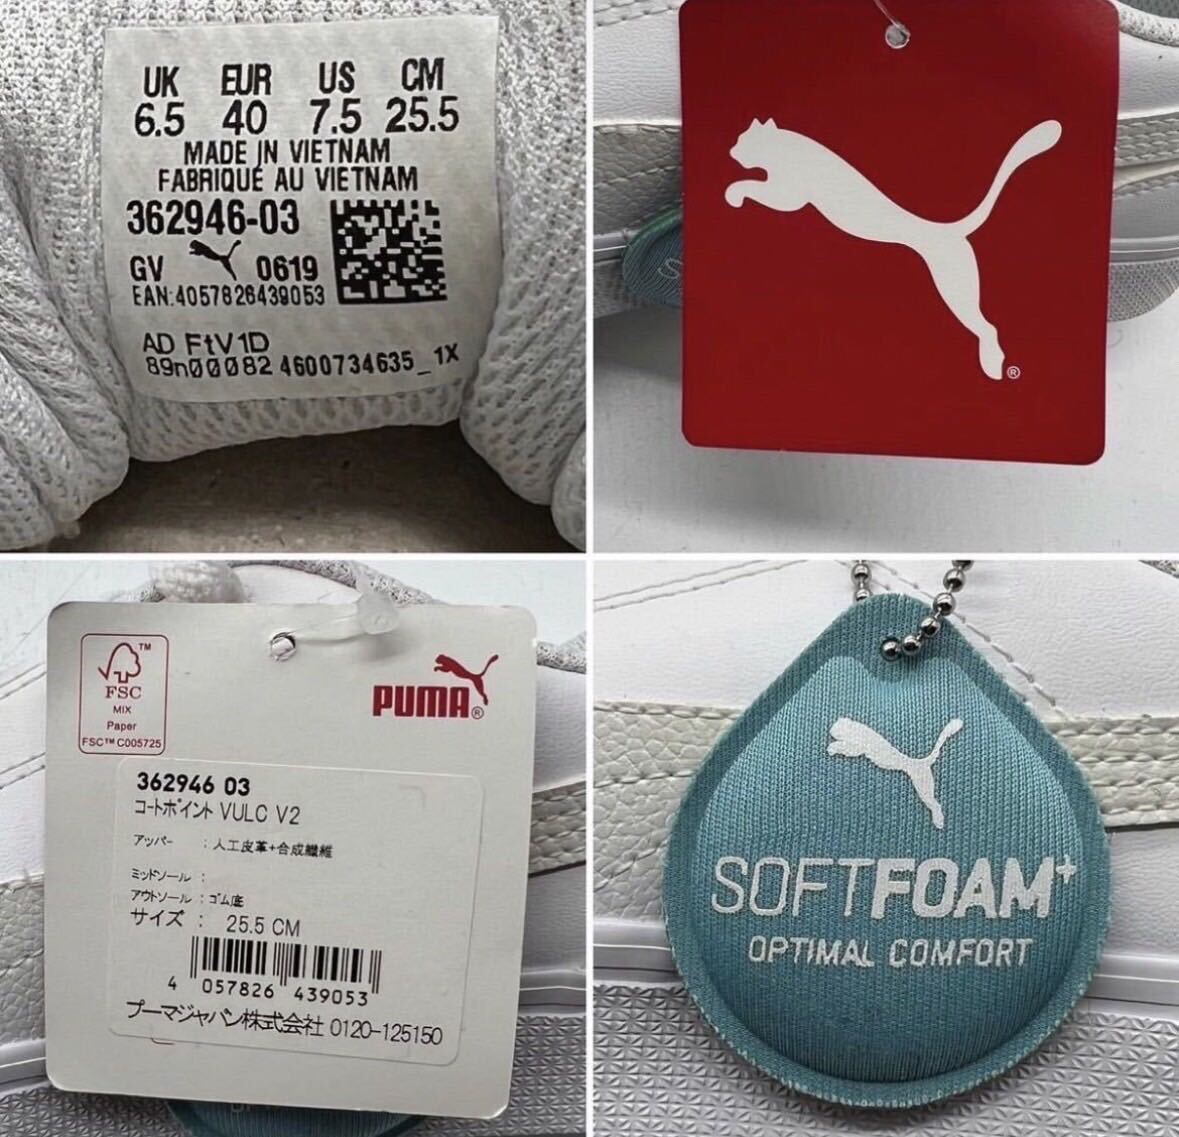 UK EUR US CM
6.5 40 7.5 25.5
MADE IN VIETNAM
FABRIQUÉ AU VIETNAM
362946-03
GV 0619
EAN:4057826439053
AD FtV1D
89n00082 4600734635_1X
®
S
TM
FSC
MIX
Paper
FSC™ C005725
PUMA®
362946 03
コートポイント VULC V2
アッパー : 人工皮革+合成繊維
ミッドソール :
アウトソール : ゴム底
サイズ : 25.5 CM
4 057826 439053
プーマジャパン株式会社 0120-125150
SOFTFOAM+
OPTIMAL COMFORT